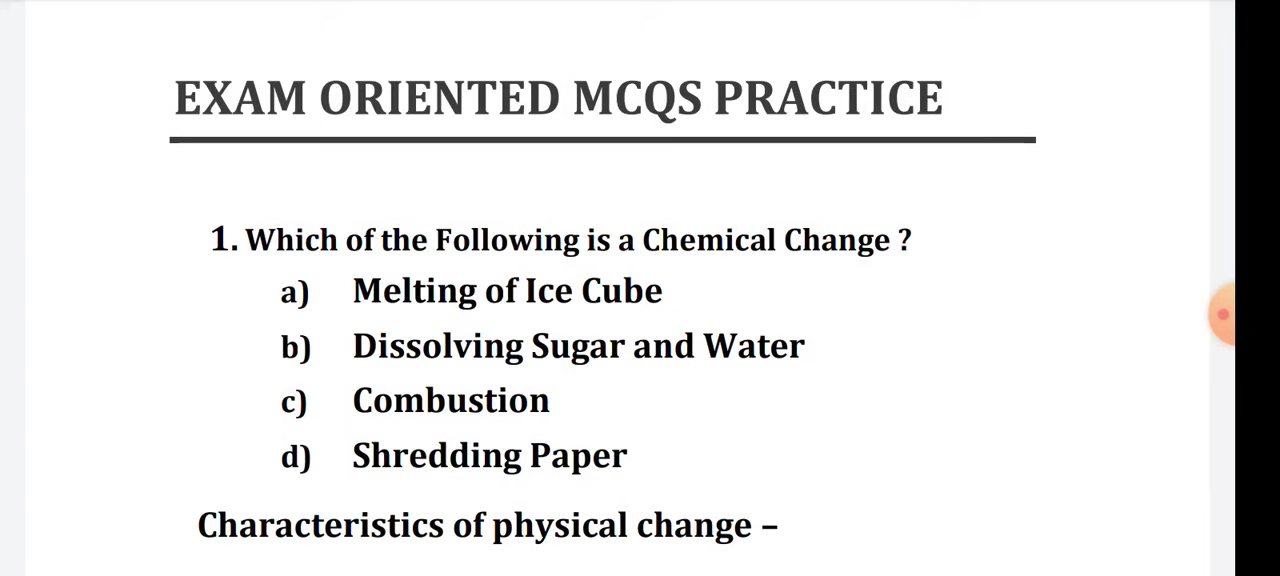 EXAM ORIENTED MCQS PRACTICE
1. Which of the Following is a Chemical Change ?
a) Melting of Ice Cube
b) Dissolving Sugar and Water
c) Combustion
d) Shredding Paper
Characteristics of physical change –